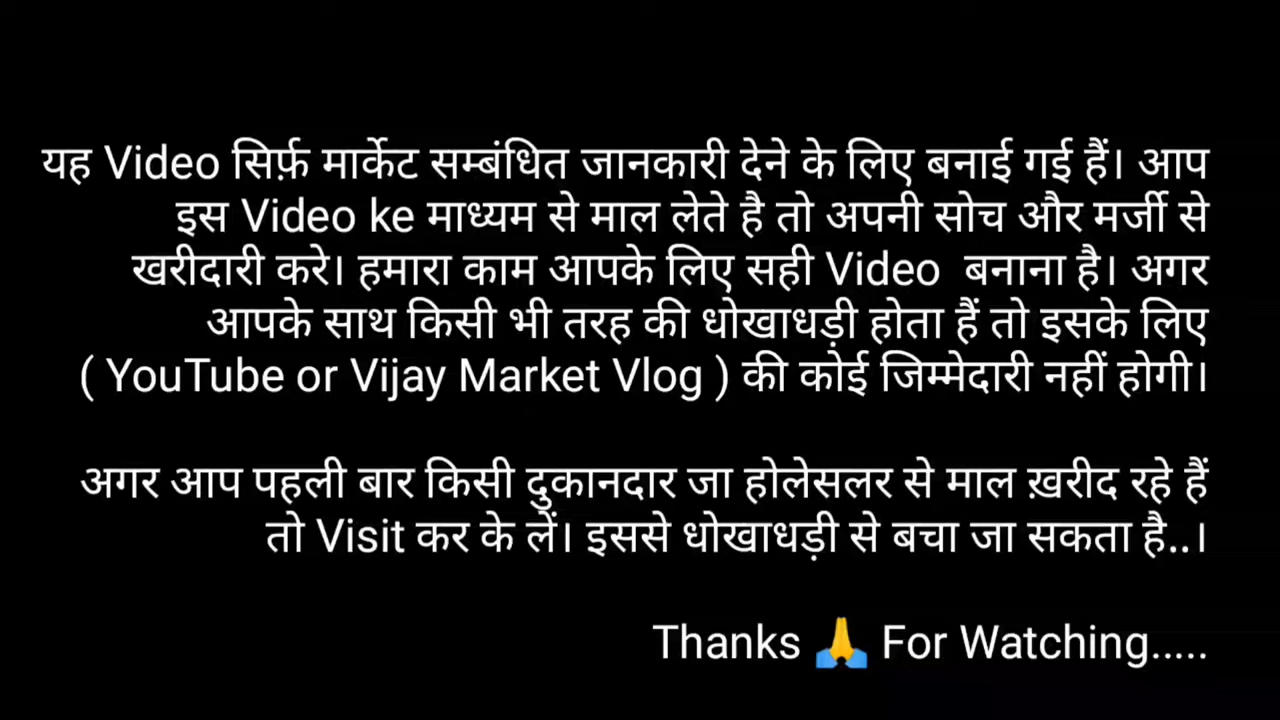 यह Video सिर्फ़ मार्केट सम्बंधित जानकारी देने के लिए बनाई गई हैं। आप
इस Video ke माध्यम से माल लेते है तो अपनी सोच और मर्जी से
खरीदारी करे। हमारा काम आपके लिए सही Video बनाना है। अगर
आपके साथ किसी भी तरह की धोखाधड़ी होता हैं तो इसके लिए
( YouTube or Vijay Market Vlog ) की कोई जिम्मेदारी नहीं होगी।
अगर आप पहली बार किसी दुकानदार जा होलेसलर से माल ख़रीद रहे हैं
तो Visit कर के लें। इससे धोखाधड़ी से बचा जा सकता है..।
Thanks 🙏 For Watching.....